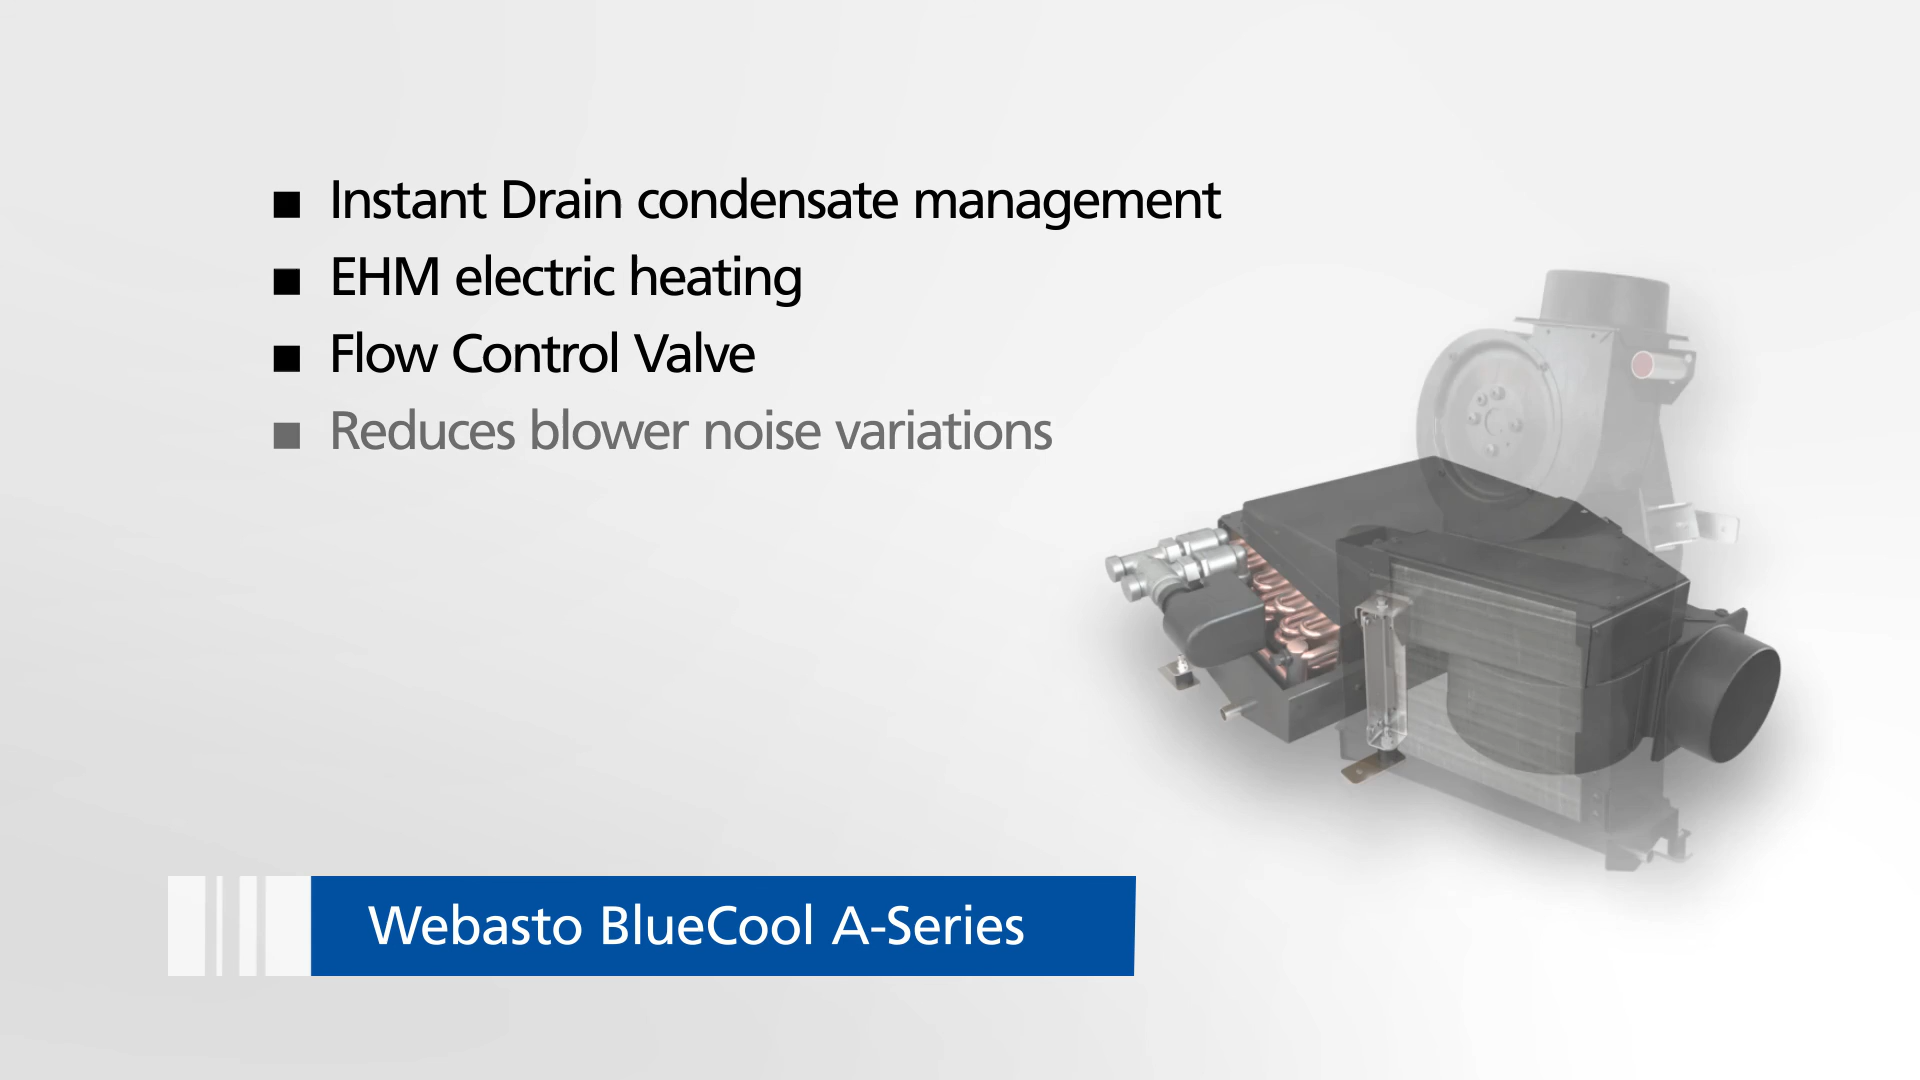 ■ Instant Drain condensate management
■ EHM electric heating
■ Flow Control Valve
■ Reduces blower noise variations
Webasto BlueCool A-Series